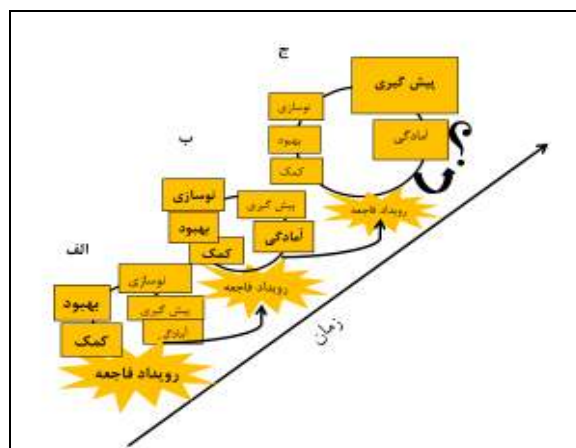 ج
پیش گیری
نوسازی
آمادگی
بهبود
کمک
؟
رویداد فاجعه
ب
نوسازی
پیش گیری
بهبود
آمادگی
کمک
رویداد فاجعه
الف
نوسازی
بهبود
پیش گیری
آمادگی
کمک
رویداد فاجعه
زمان